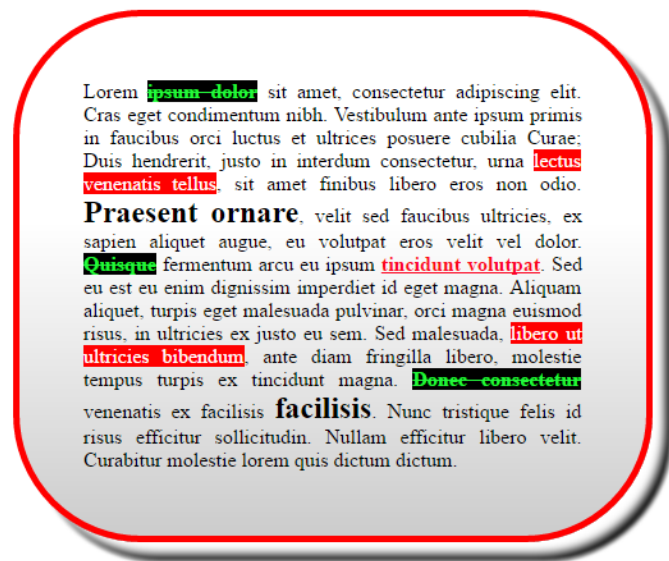 Lorem ipsum dolor sit amet, consectetur adipiscing elit.
Cras eget condimentum nibh. Vestibulum ante ipsum primis
in faucibus orci luctus et ultrices posuere cubilia Curae;
Duis hendrerit, justo in interdum consectetur, urna lectus
venenatis tellus, sit amet finibus libero eros non odio.
Praesent ornare, velit sed faucibus ultricies, ex
sapien aliquet augue, eu volutpat eros velit vel dolor.
Quisque fermentum arcu eu ipsum tincidunt volutpat. Sed
eu est eu enim dignissim imperdiet id eget magna. Aliquam
aliquet, turpis eget malesuada pulvinar, orci magna euismod
risus, in ultricies ex justo eu sem. Sed malesuada, libero ut
ultricies bibendum, ante diam fringilla libero, molestie
tempus turpis ex tincidunt magna. Donec consectetur
venenatis ex facilisis facilisis. Nunc tristique felis id
risus efficitur sollicitudin. Nullam efficitur libero velit.
Curabitur molestie lorem quis dictum dictum.